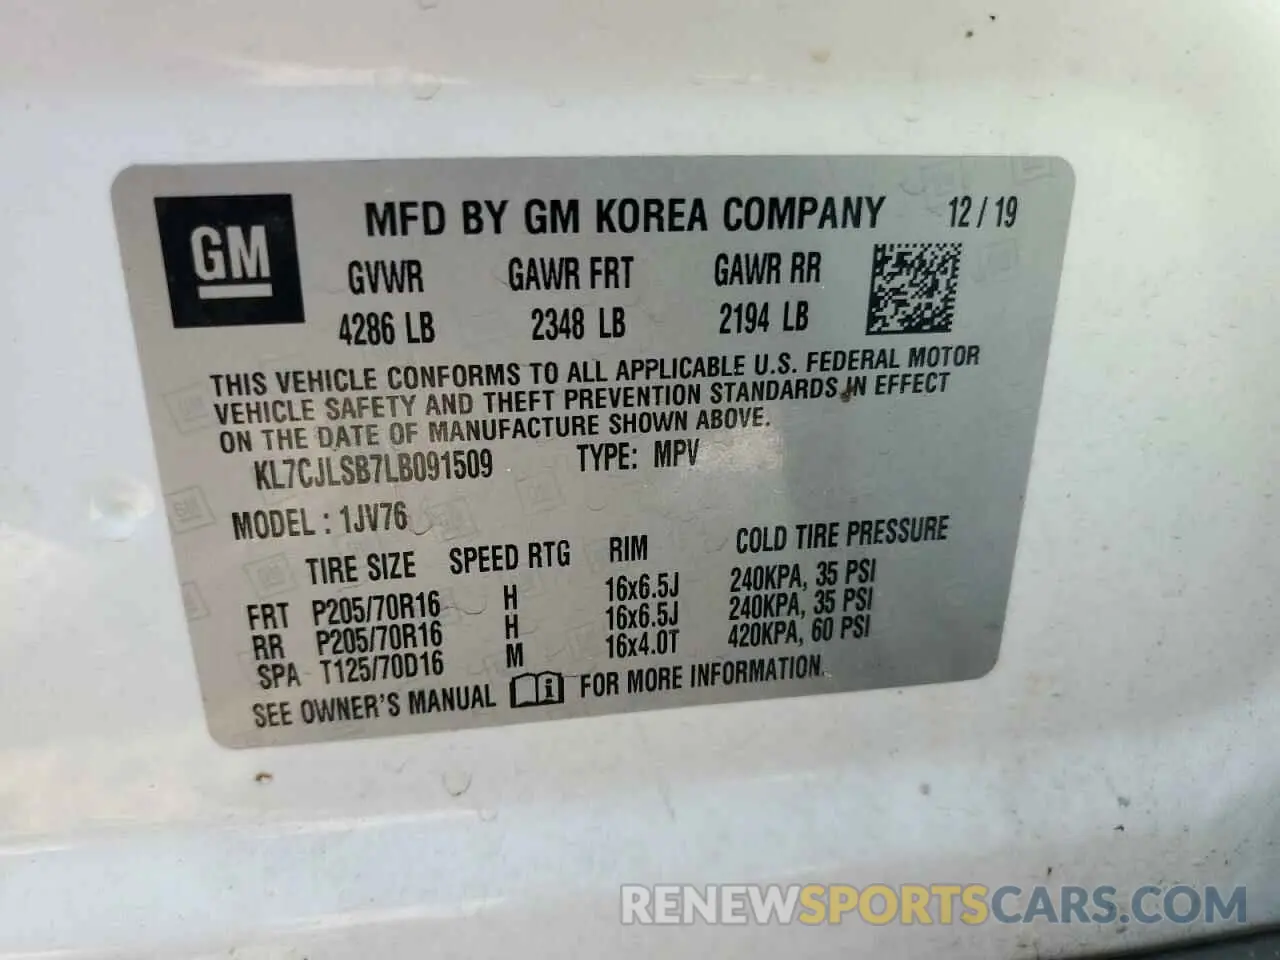 GM
MFD BY GM KOREA COMPANY 12/19
GVWR GAWR FRT GAWR RR
4286 LB 2348 LB 2194 LB
THIS VEHICLE CONFORMS TO ALL APPLICABLE U.S. FEDERAL MOTOR
VEHICLE SAFETY AND THEFT PREVENTION STANDARDS IN EFFECT
ON THE DATE OF MANUFACTURE SHOWN ABOVE.
KL7CJLSB7LB091509 TYPE: MPV
MODEL : 1JV76
TIRE SIZE SPEED RTG RIM COLD TIRE PRESSURE
FRT P205/70R16 H 16x6.5J 240KPA, 35 PSI
RR P205/70R16 H 16x6.5J 240KPA, 35 PSI
SPA T125/70D16 M 16x4.0T 420KPA, 60 PSI
SEE OWNER'S MANUAL FOR MORE INFORMATION.
RENEWSPORTSCARS.COM